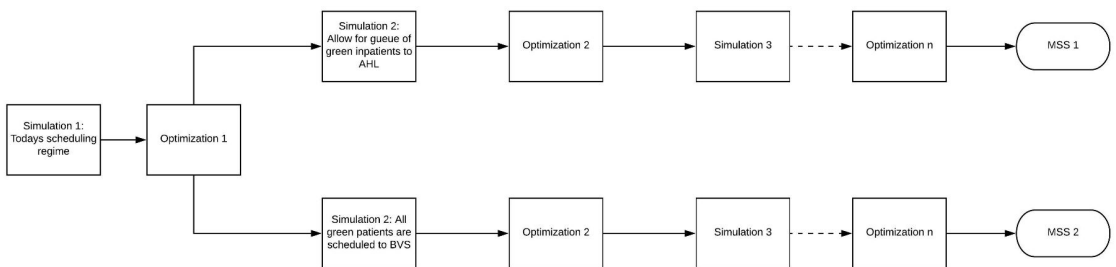 Simulation 2:
Allow for gueue of
green inpatients to
AHL
Optimization 2
Simulation 3
Optimization n
MSS 1
Simulation 1:
Todays scheduling
regime
Optimization 1
Simulation 2: All
green patients are
scheduled to BVS
Optimization 2
Simulation 3
Optimization n
MSS 2